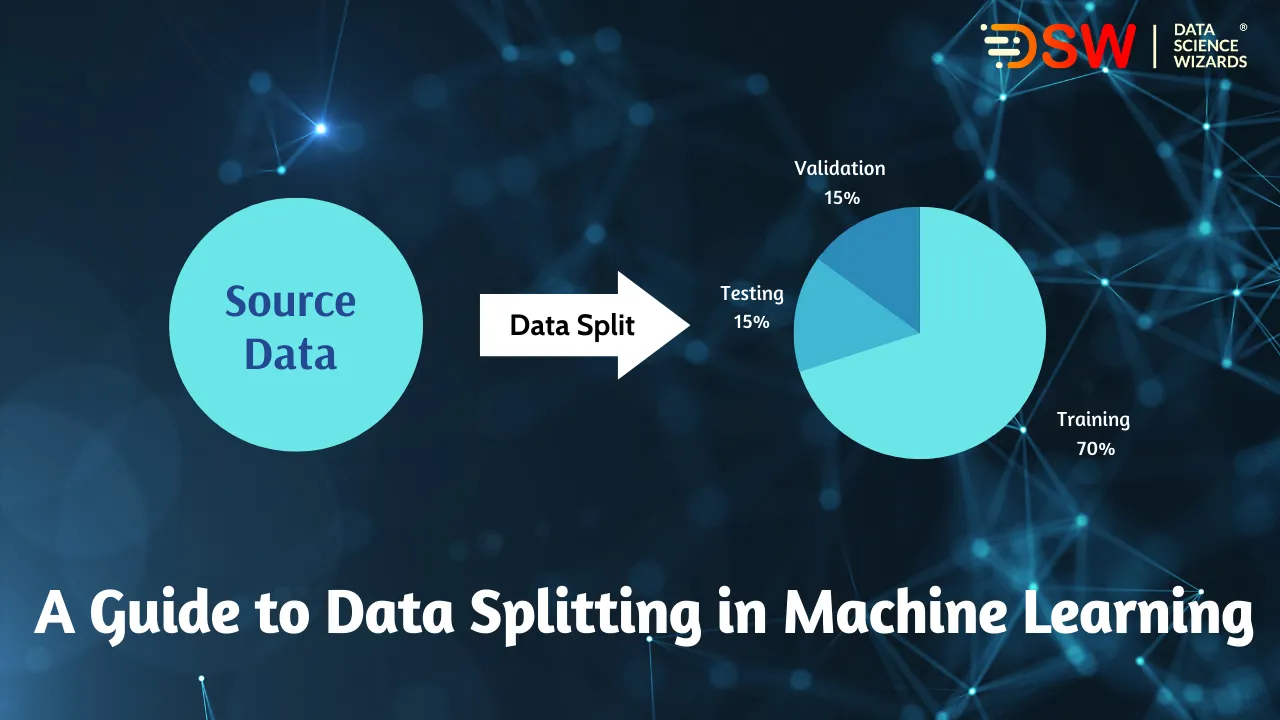 DSW
DATA
SCIENCE
WIZARDS
®
Validation
15%
Source
Data
Data Split
Testing
15%
Training
70%
A Guide to Data Splitting in Machine Learning